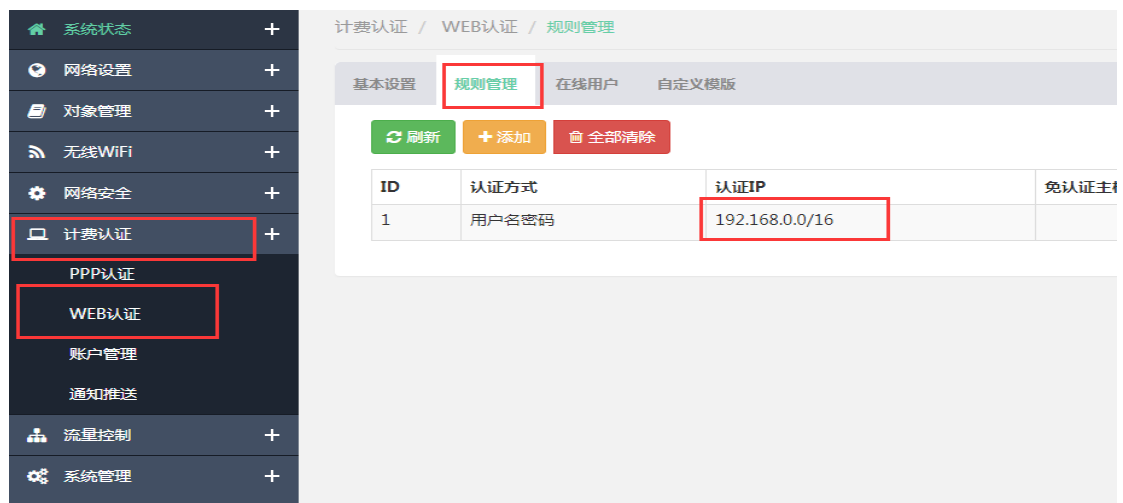 系统状态
网络设置
对象管理
无线WiFi
网络安全
计费认证
PPP认证
WEB认证
账户管理
通知推送
流量控制
系统管理
计费认证 / WEB认证 / 规则管理
基本设置 规则管理 在线用户 自定义模版
刷新 添加 全部清除
ID 认证方式 认证IP 免认证主
1 用户名密码 192.168.0.0/16